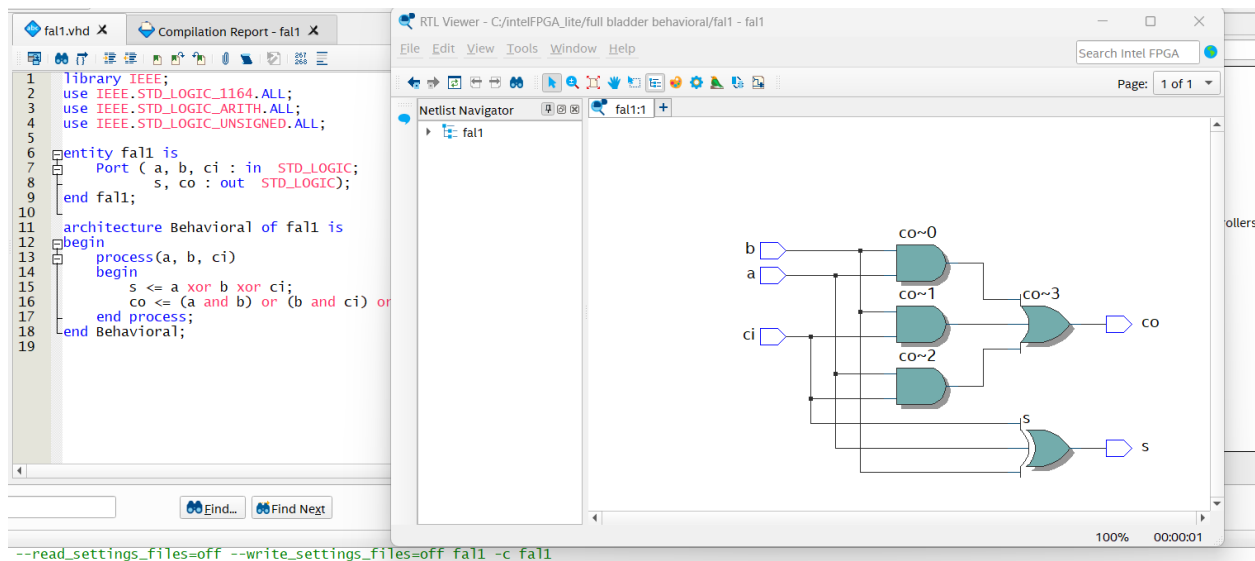 fal1.vhd
Compilation Report - fal1
267
268
1 library IEEE;
2 use IEEE.STD_LOGIC_1164.ALL;
3 use IEEE.STD_LOGIC_ARITH.ALL;
4 use IEEE.STD_LOGIC_UNSIGNED.ALL;
5
6 entity fal1 is
7 Port ( a, b, ci : in STD_LOGIC;
8 s, co : out STD_LOGIC);
9 end fal1;
10
11 architecture Behavioral of fal1 is
12 begin
13 process(a, b, ci)
14 begin
15 s <= a xor b xor ci;
16 co <= (a and b) or (b and ci) or
17 end process;
18 end Behavioral;
19
Find...
Find Next
--read_settings_files=off --write_settings_files=off fal1 -c fal1
RTL Viewer - C:/intelFPGA_lite/full bladder behavioral/fal1 - fal1
File Edit View Tools Window Help
Search Intel FPGA
Page: 1 of 1
Netlist Navigator
fal1
fal1:1
co~0
b
a
co~1
co~3
ci
co
co~2
s
s
100% 00:00:01
ollers